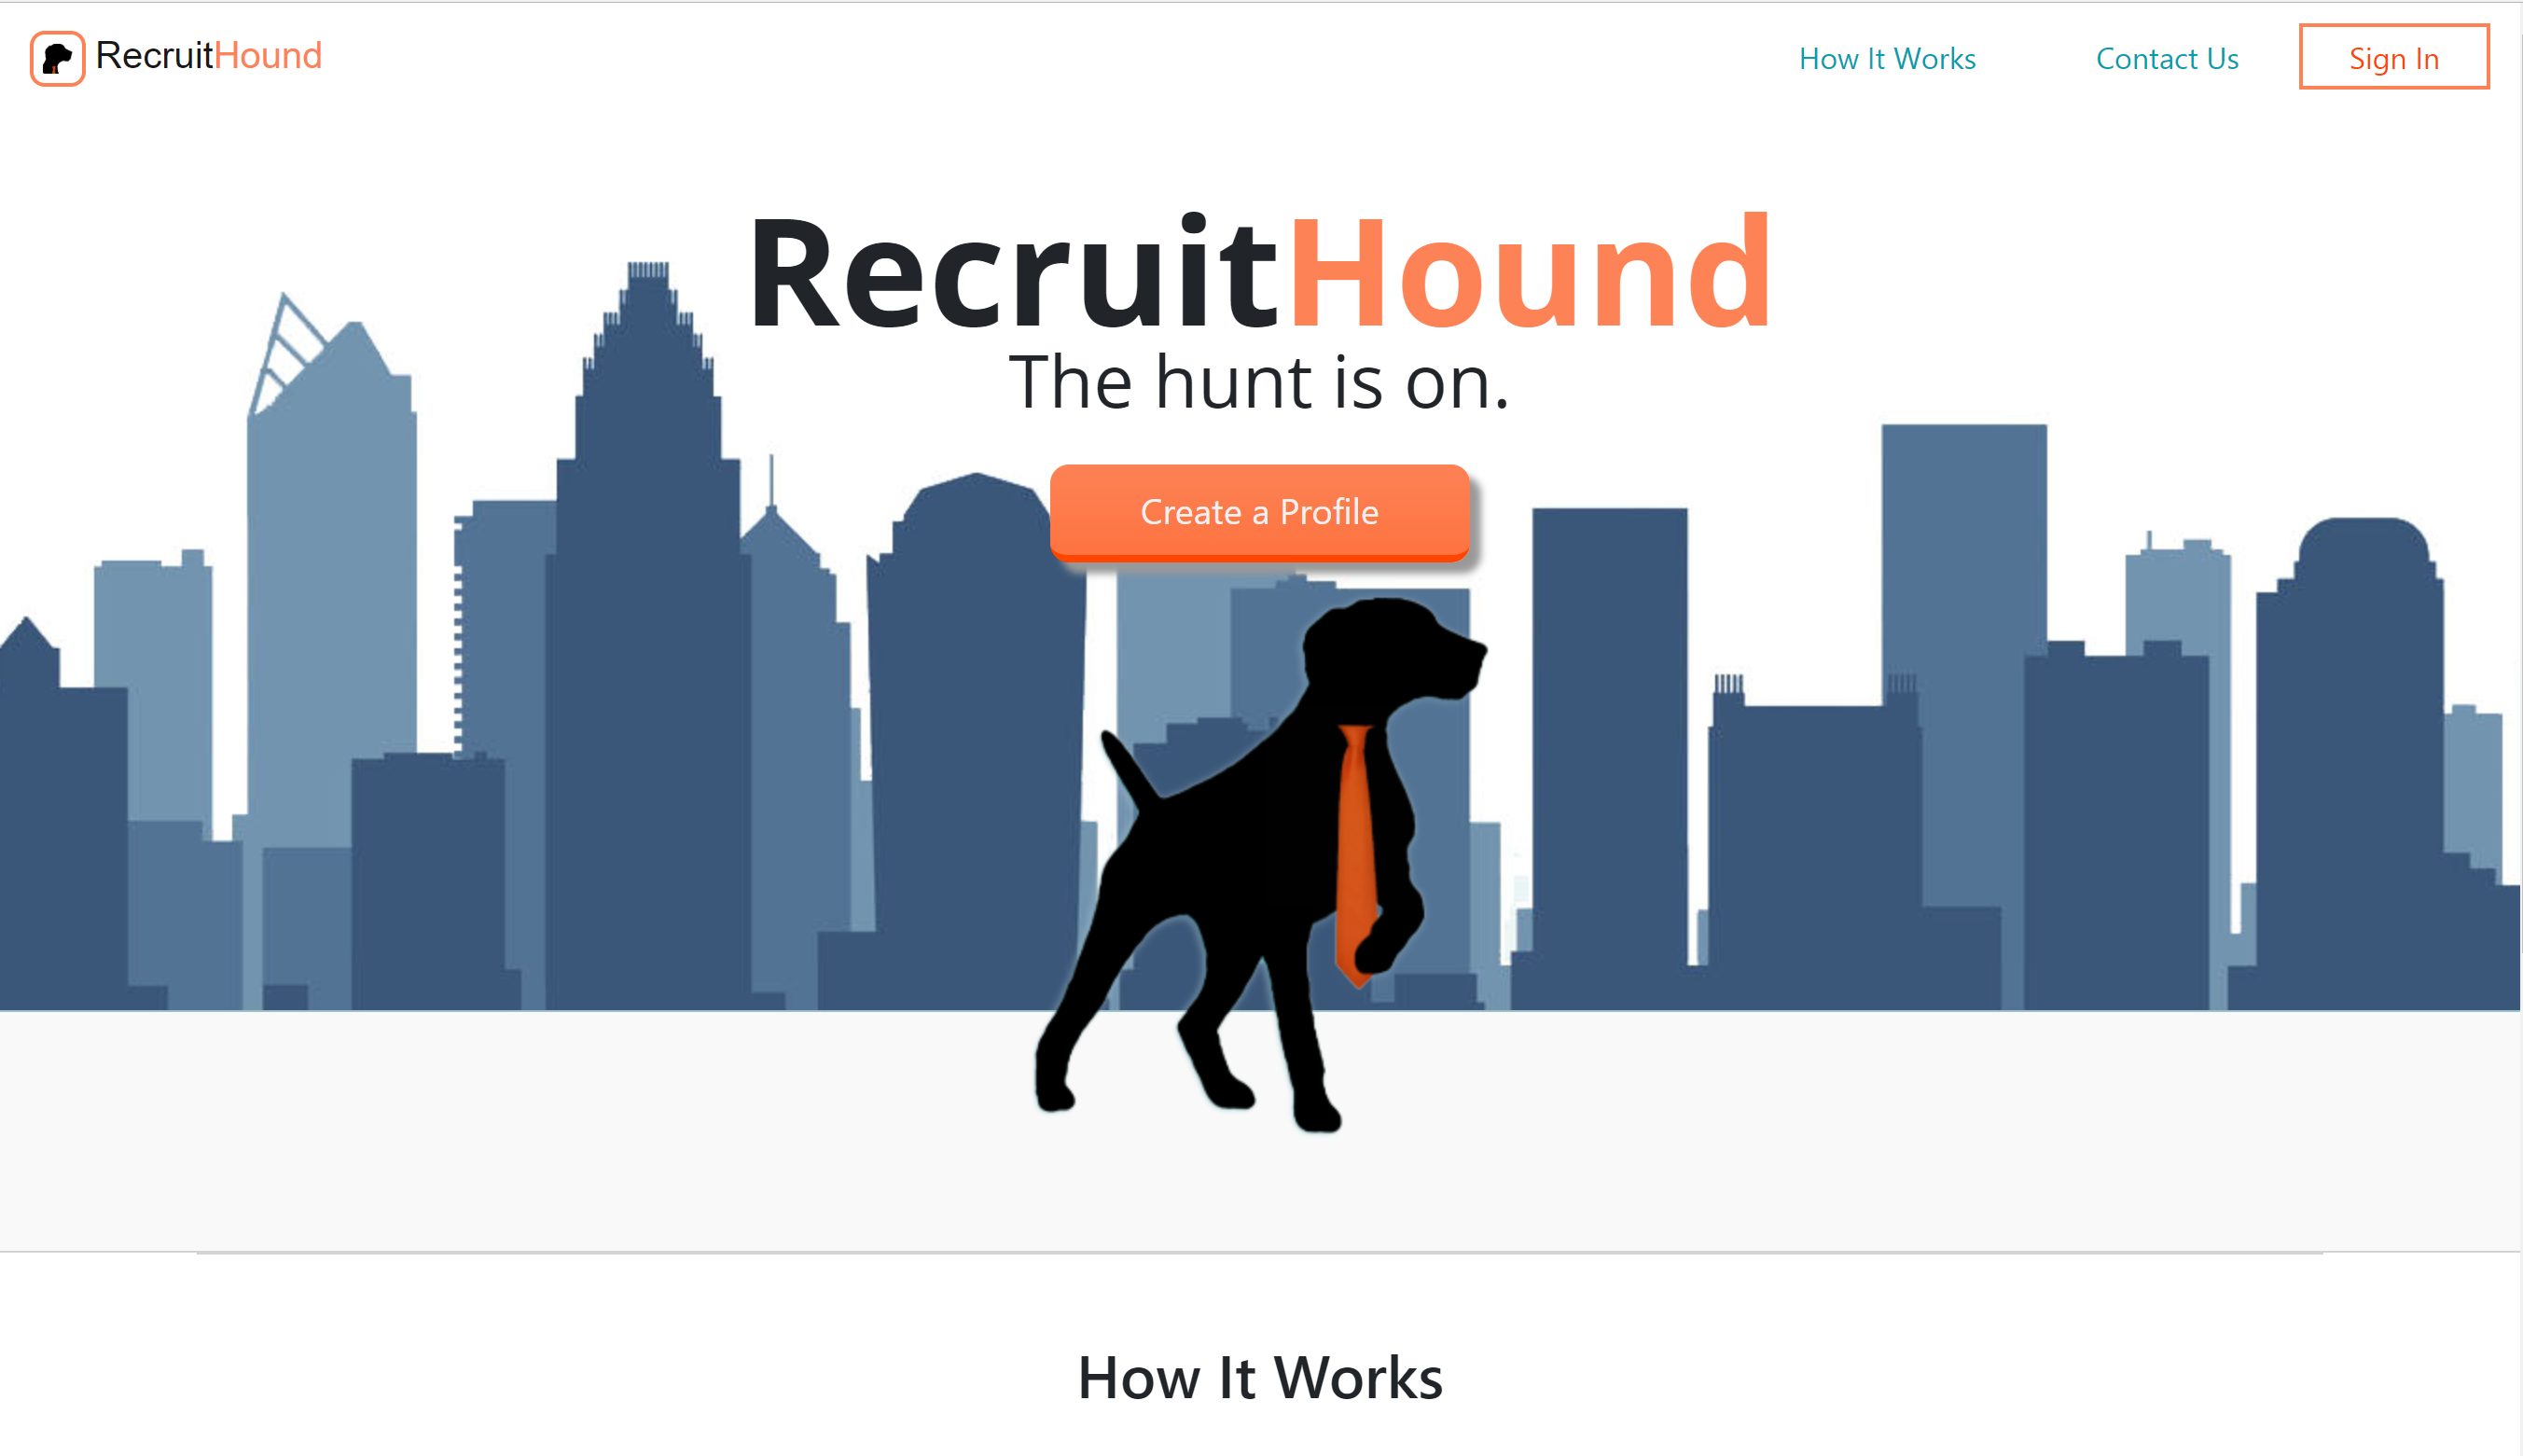 RecruitHound
How It Works
Contact Us
Sign In
RecruitHound
The hunt is on.
Create a Profile
How It Works